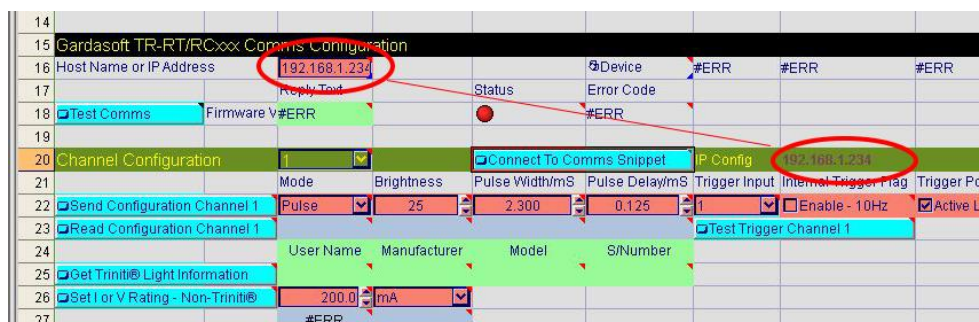 14
15 Gardasoft TR-RT/RCxxx Comms Configuration
16 Host Name or IP Address 192.168.1.234 Device #ERR #ERR #ERR
17 Reply Text Status Error Code
18 Test Comms Firmware V #ERR #ERR
19
20 Channel Configuration 1 Connect To Comms Snippet IP Config 192.168.1.234
21 Mode Brightness Pulse Width/mS Pulse Delay/mS Trigger Input Internal Trigger Flag Trigger Po
22 Send Configuration Channel 1 Pulse 25 2.300 0.125 1 Enable - 10Hz Active L
23 Read Configuration Channel 1 Test Trigger Channel 1
24 User Name Manufacturer Model S/Number
25 Get Triniti® Light Information
26 Set I or V Rating - Non-Triniti® 200.0 mA
27 #ERR